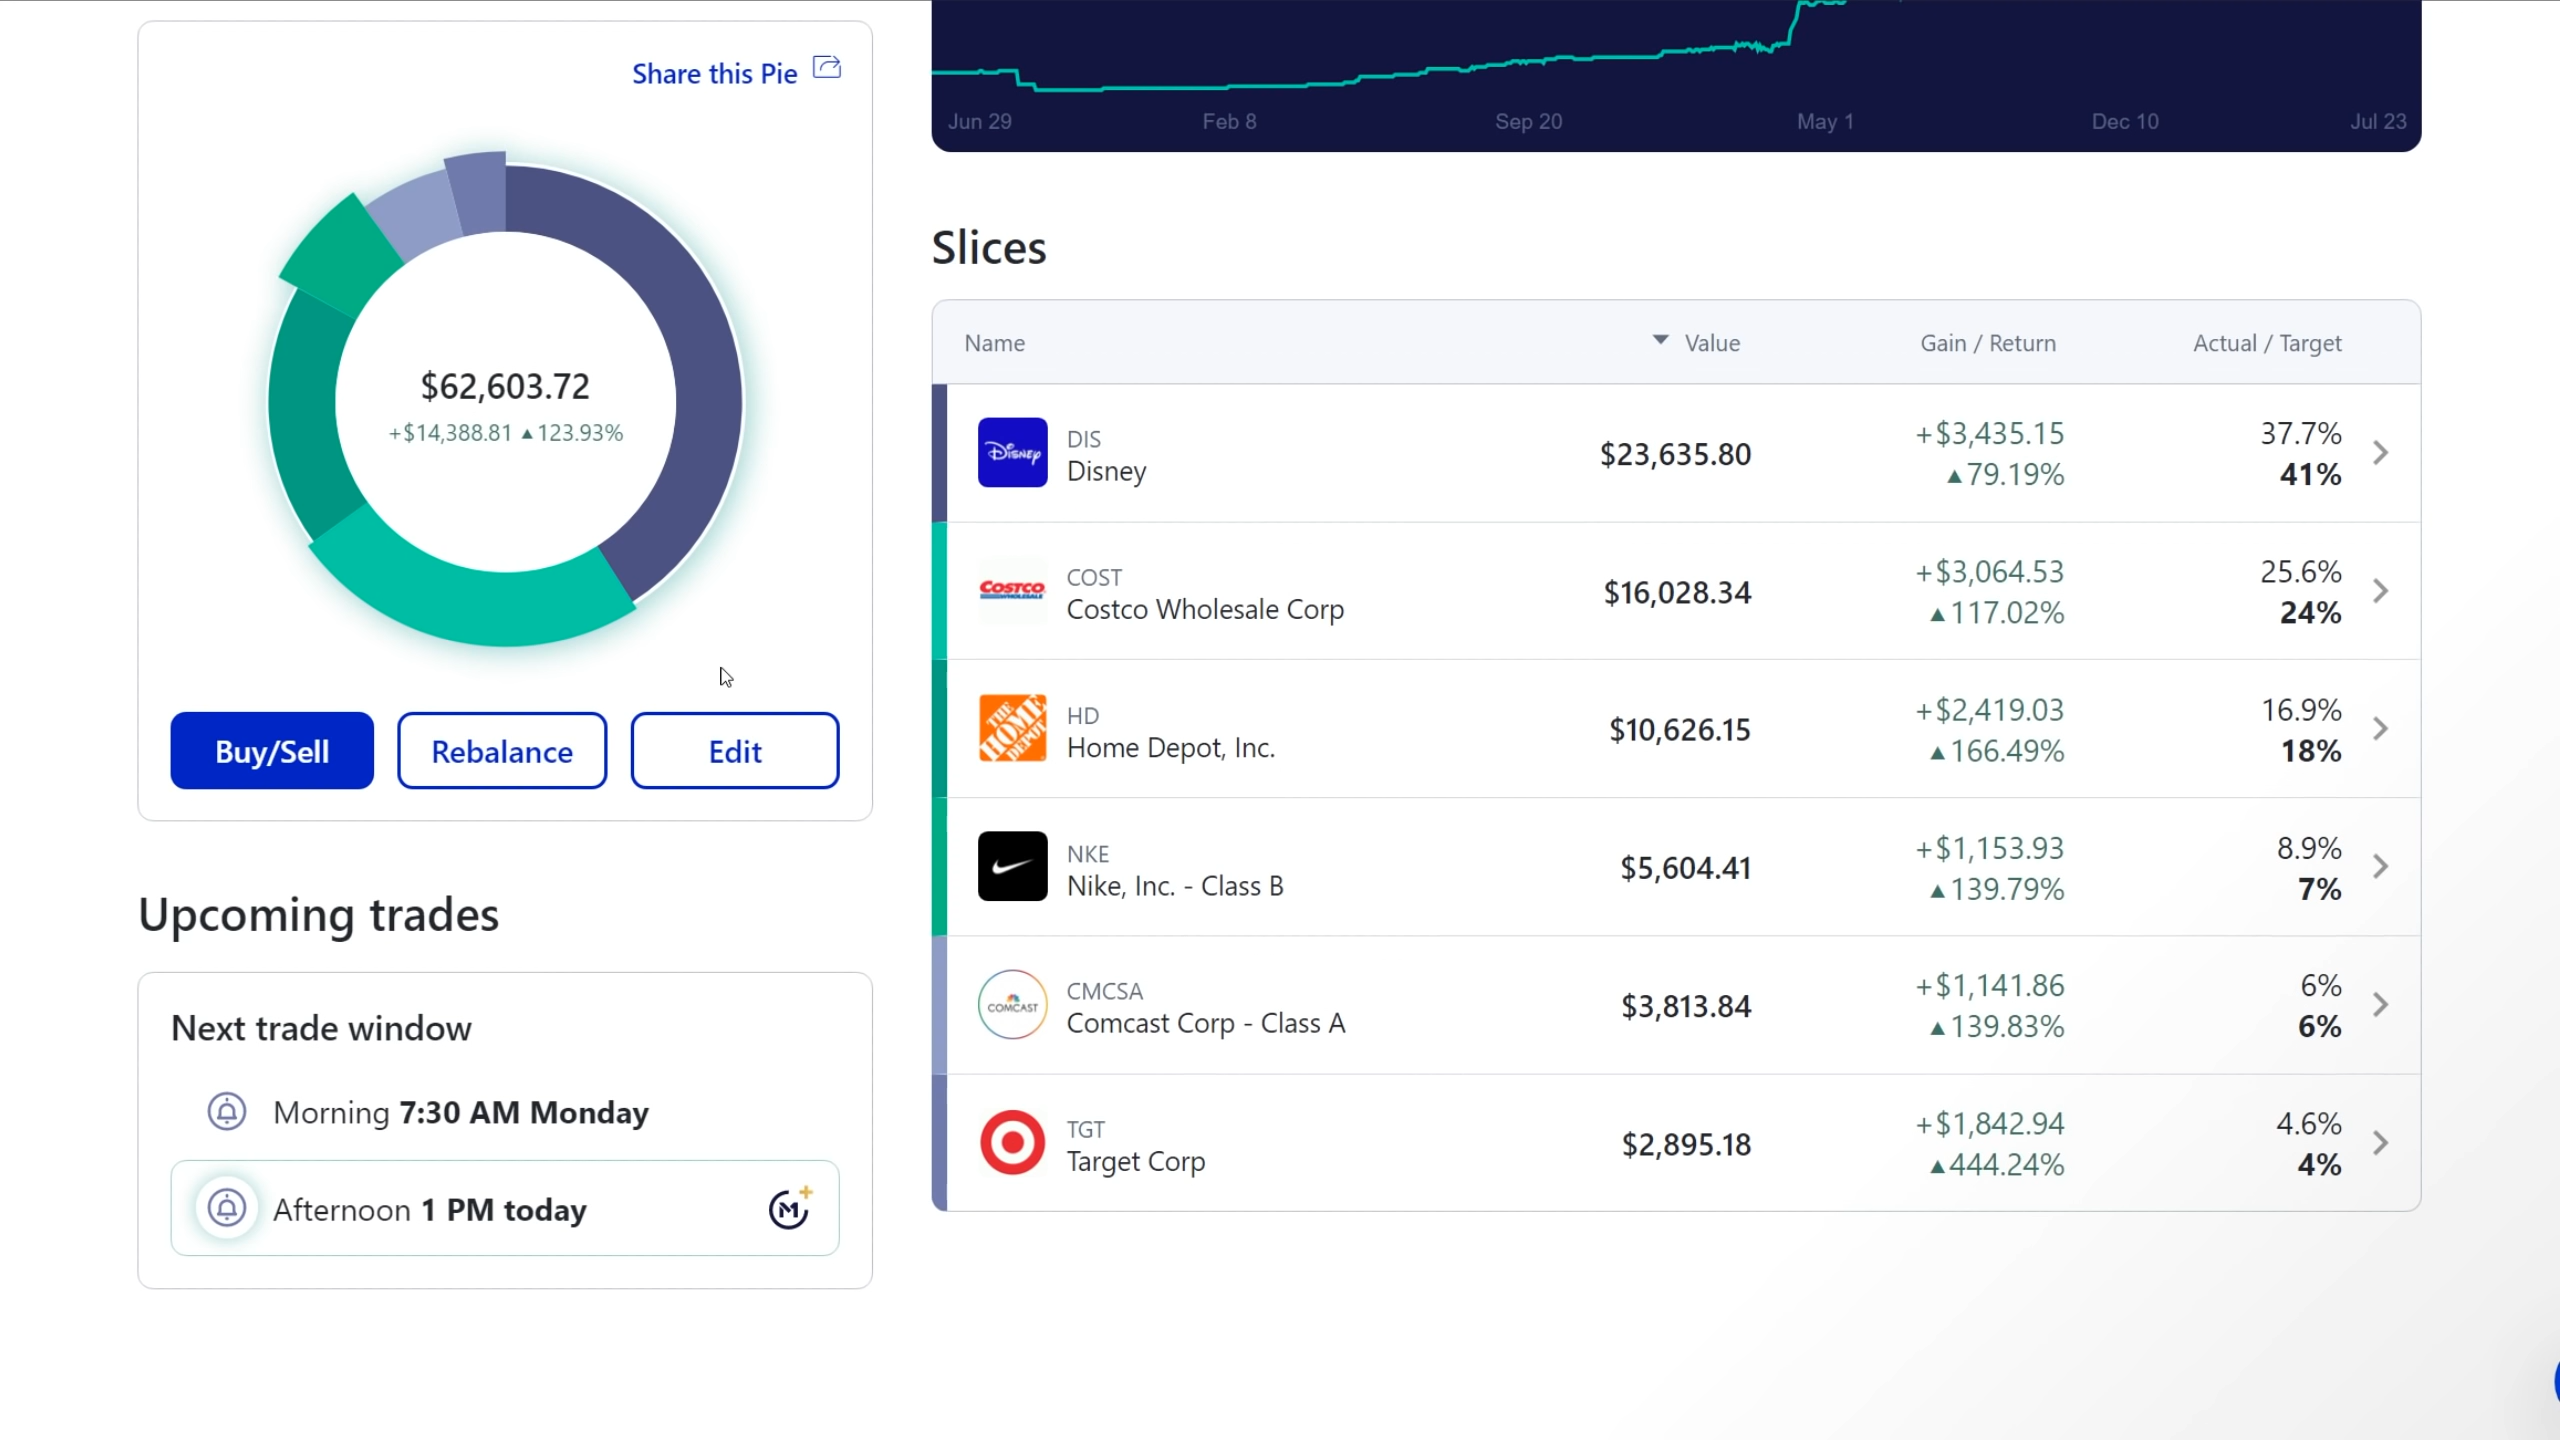 Share this Pie
$62,603.72
+$14,388.81 ▲123.93%
Buy/Sell
Rebalance
Edit
Upcoming trades
Next trade window
Morning 7:30 AM Monday
Afternoon 1 PM today
M+
Jun 29 Feb 8 Sep 20 May 1 Dec 10 Jul 23
Slices
Name ▼ Value Gain / Return Actual / Target
Disney
DIS
Disney
$23,635.80
+$3,435.15
▲79.19%
37.7%
41%
COSTCO
WHOLESALE
COST
Costco Wholesale Corp
$16,028.34
+$3,064.53
▲117.02%
25.6%
24%
THE
HOME
DEPOT
HD
Home Depot, Inc.
$10,626.15
+$2,419.03
▲166.49%
16.9%
18%
NKE
Nike, Inc. - Class B
$5,604.41
+$1,153.93
▲139.79%
8.9%
7%
COMCAST
CMCSA
Comcast Corp - Class A
$3,813.84
+$1,141.86
▲139.83%
6%
6%
TGT
Target Corp
$2,895.18
+$1,842.94
▲444.24%
4.6%
4%